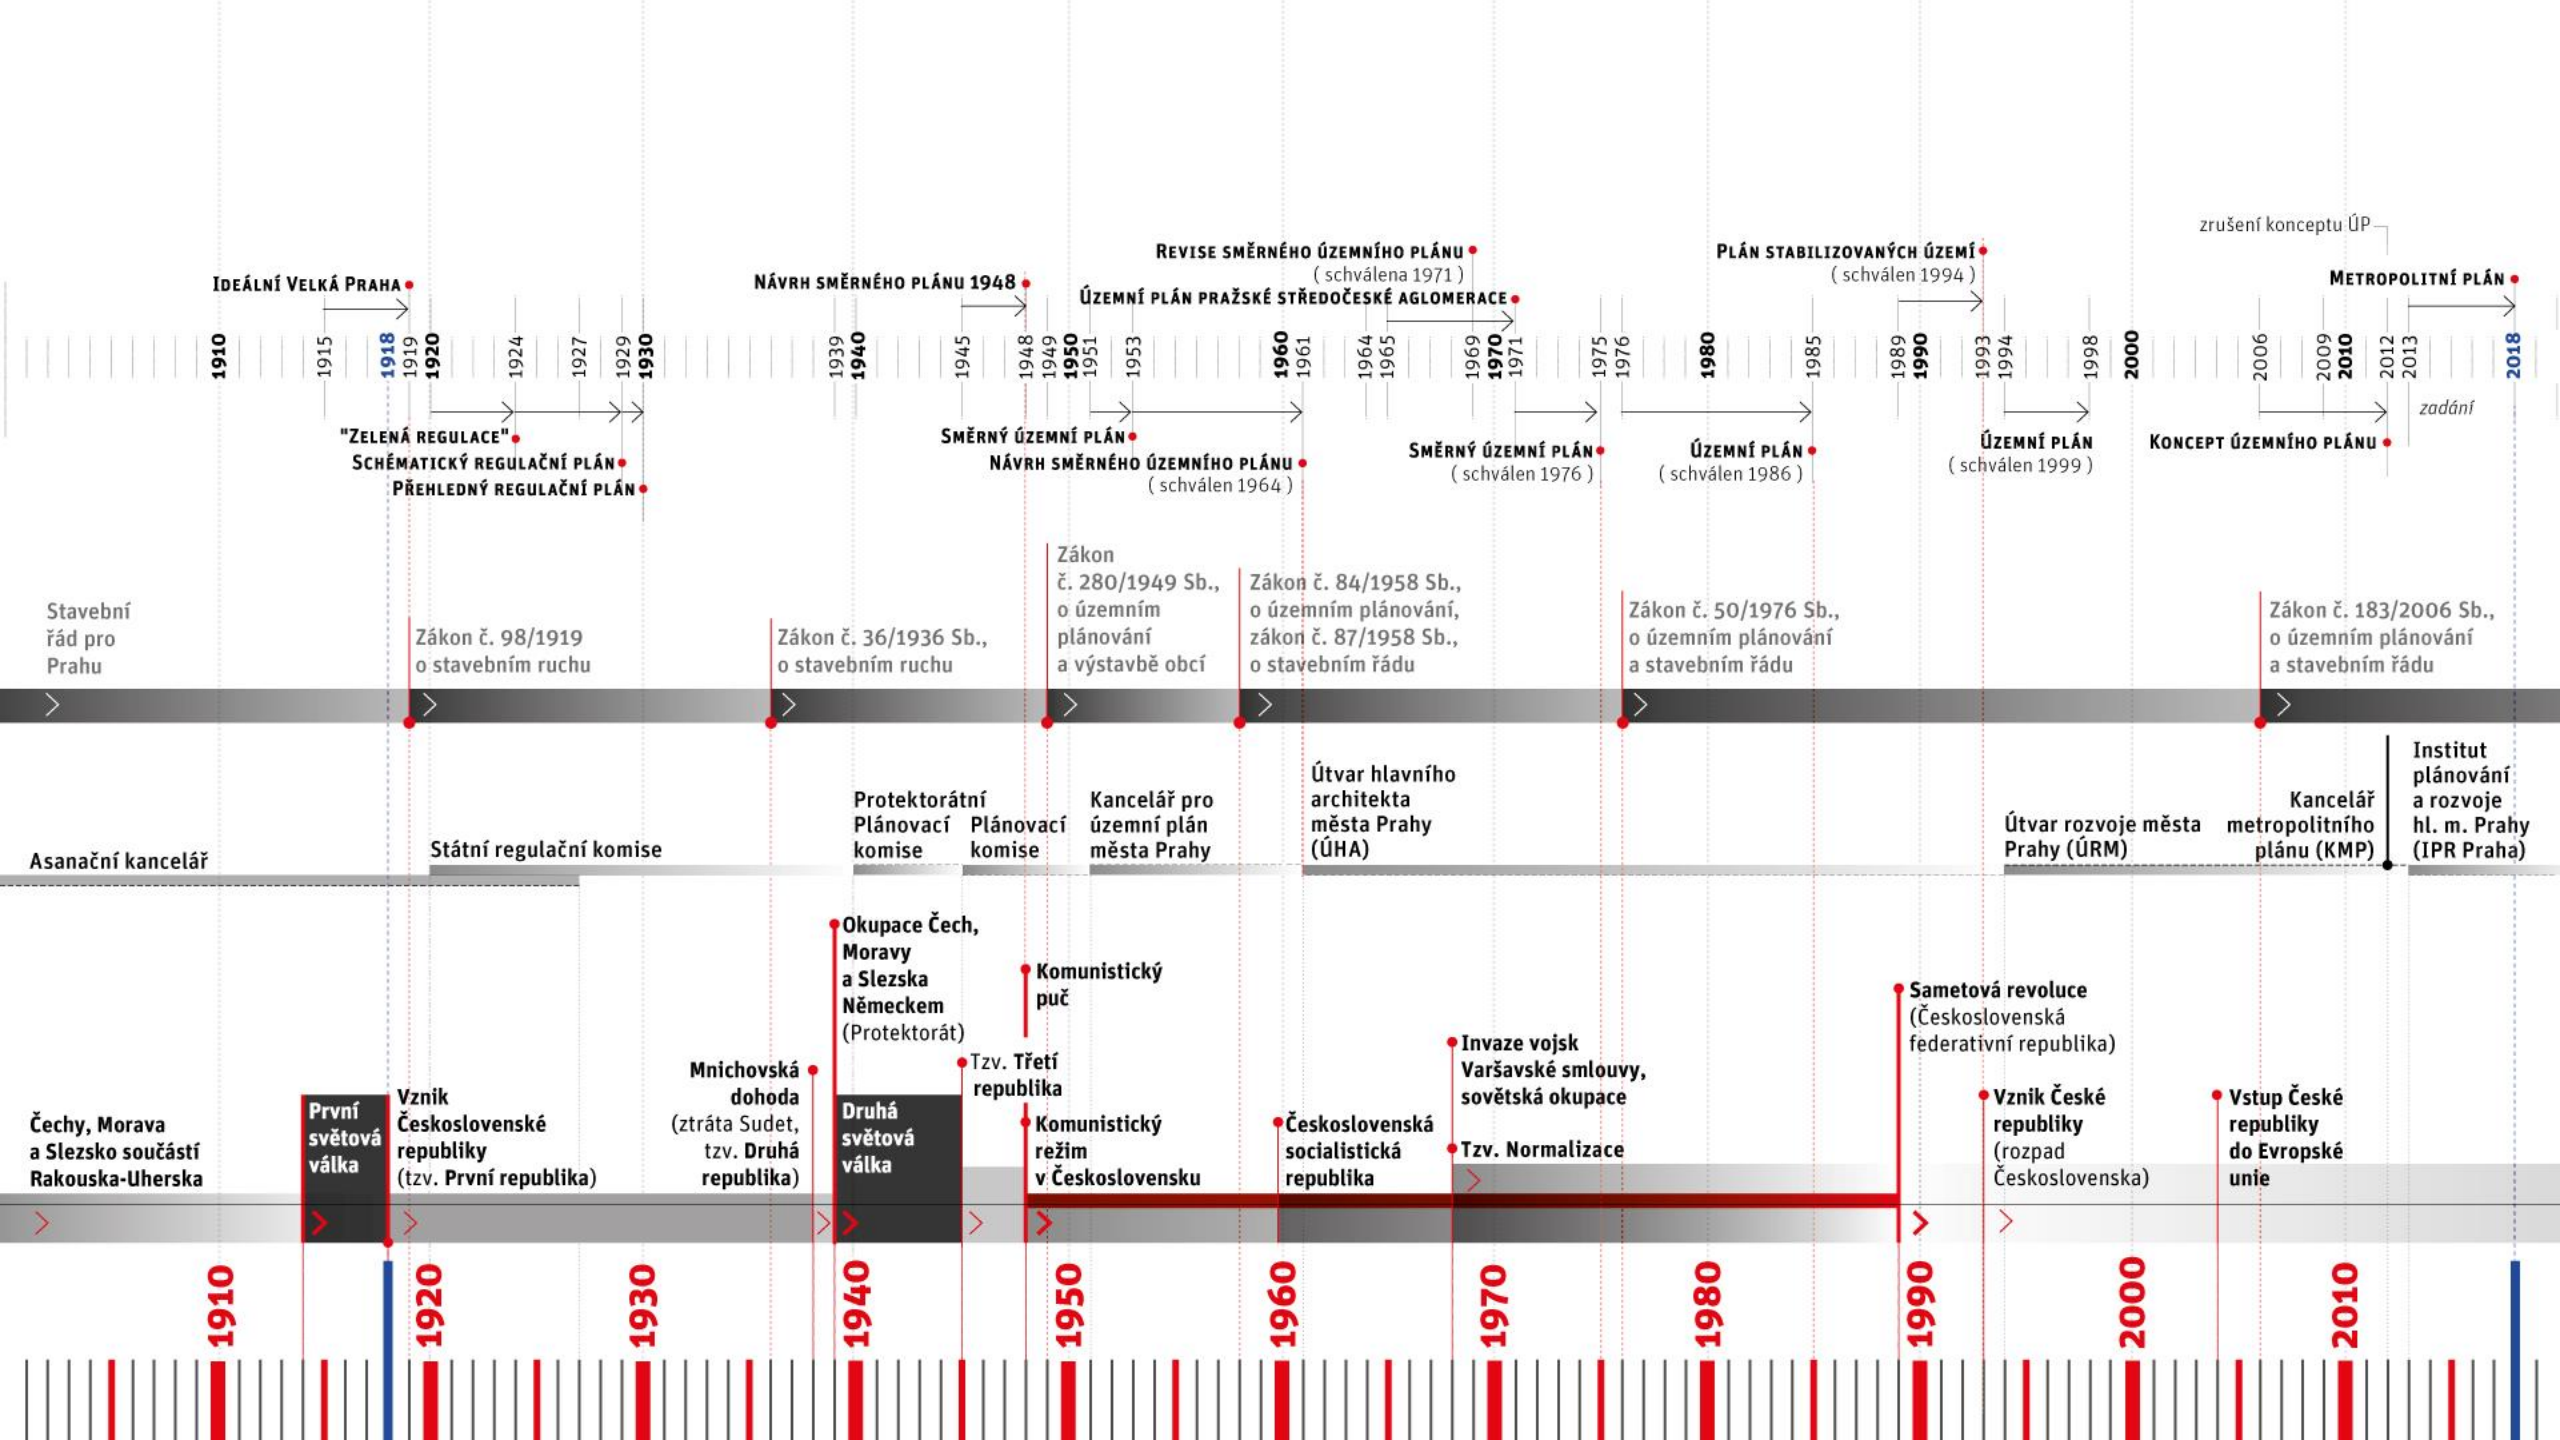 zrušení konceptu ÚP
REVISE SMĚRNÉHO ÚZEMNÍHO PLÁNU
( schválena 1971 )
PLÁN STABILIZOVANÝCH ÚZEMÍ
( schválen 1994 )
IDEÁLNÍ VELKÁ PRAHA
NÁVRH SMĚRNÉHO PLÁNU 1948
ÚZEMNÍ PLÁN PRAŽSKÉ STŘEDOČESKÉ AGLOMERACE
METROPOLITNÍ PLÁN
1910
1915
1918
1919
1920
1924
1927
1929
1930
1939
1940
1945
1948
1949
1950
1951
1953
1960
1961
1964
1965
1969
1970
1971
1975
1976
1980
1985
1989
1990
1993
1994
1998
2000
2006
2009
2010
2012
2013
2018
"ZELENÁ REGULACE"
SCHÉMATICKÝ REGULAČNÍ PLÁN
PŘEHLEDNÝ REGULAČNÍ PLÁN
SMĚRNÝ ÚZEMNÍ PLÁN
NÁVRH SMĚRNÉHO ÚZEMNÍHO PLÁNU
( schválen 1964 )
SMĚRNÝ ÚZEMNÍ PLÁN
( schválen 1976 )
ÚZEMNÍ PLÁN
( schválen 1986 )
ÚZEMNÍ PLÁN
( schválen 1999 )
KONCEPT ÚZEMNÍHO PLÁNU
zadání
Stavební
řád pro
Prahu
Zákon č. 98/1919
o stavebním ruchu
Zákon č. 36/1936 Sb.,
o stavebním ruchu
Zákon
č. 280/1949 Sb.,
o územním
plánování
a výstavbě obcí
Zákon č. 84/1958 Sb.,
o územním plánování,
zákon č. 87/1958 Sb.,
o stavebním řádu
Zákon č. 50/1976 Sb.,
o územním plánování
a stavebním řádu
Zákon č. 183/2006 Sb.,
o územním plánování
a stavebním řádu
Asanační kancelář
Státní regulační komise
Protektorátní
Plánovací
komise
Plánovací
komise
Kancelář pro
územní plán
města Prahy
Útvar hlavního
architekta
města Prahy
(ÚHA)
Útvar rozvoje města
Prahy (ÚRM)
Kancelář
metropolitního
plánu (KMP)
Institut
plánování
a rozvoje
hl. m. Prahy
(IPR Praha)
Čechy, Morava
a Slezsko součástí
Rakouska-Uherska
První
světová
válka
Vznik
Československé
republiky
(tzv. První republika)
Mnichovská
dohoda
(ztráta Sudet,
tzv. Druhá
republika)
Okupace Čech,
Moravy
a Slezska
Německem
(Protektorát)
Druhá
světová
válka
Tzv. Třetí
republika
Komunistický
puč
Komunistický
režim
v Československu
Československá
socialistická
republika
Invaze vojsk
Varšavské smlouvy,
sovětská okupace
Tzv. Normalizace
Sametová revoluce
(Československá
federativní republika)
Vznik České
republiky
(rozpad
Československa)
Vstup České
republiky
do Evropské
unie
1910
1920
1930
1940
1950
1960
1970
1980
1990
2000
2010